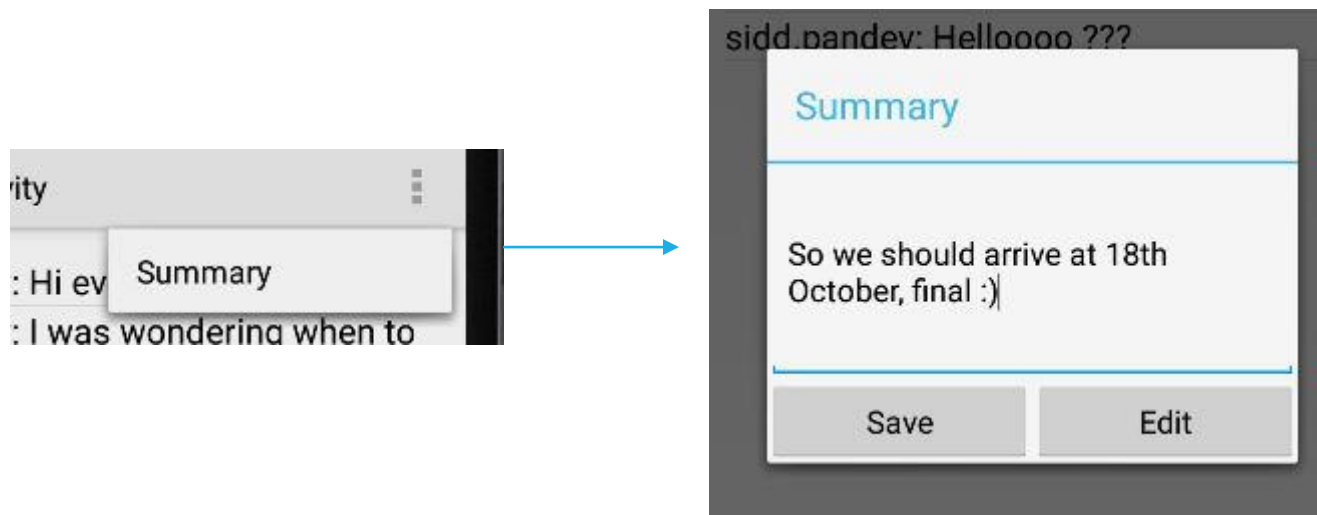 ity
Summary
: Hi ev
: I was wondering when to
sidd.pandey: Helloooo ???
Summary
So we should arrive at 18th
October, final :)
Save
Edit